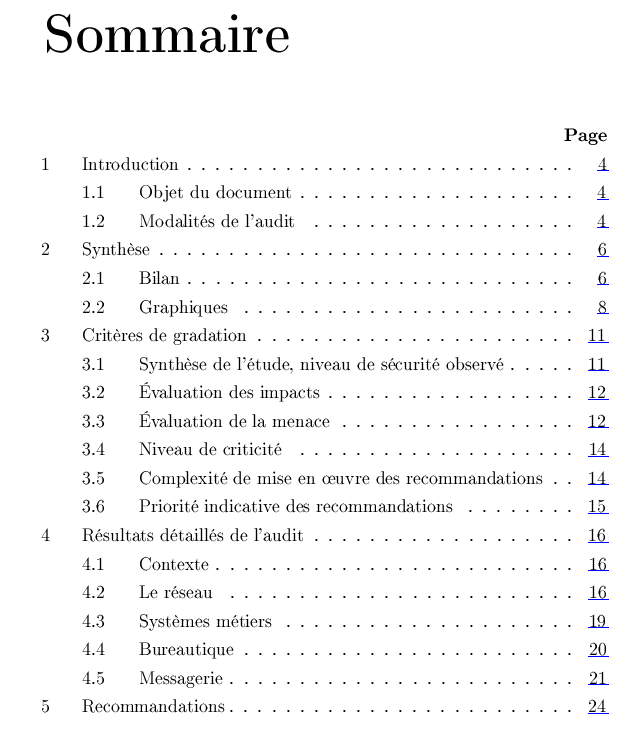 Sommaire
Page
1 Introduction . . . . . . . . . . . . . . . . . . . . . . . . . . . . 4
1.1 Objet du document . . . . . . . . . . . . . . . . . . . . 4
1.2 Modalités de l'audit . . . . . . . . . . . . . . . . . . . 4
2 Synthèse . . . . . . . . . . . . . . . . . . . . . . . . . . . . . . 6
2.1 Bilan . . . . . . . . . . . . . . . . . . . . . . . . . . . . 6
2.2 Graphiques . . . . . . . . . . . . . . . . . . . . . . . . 8
3 Critères de gradation . . . . . . . . . . . . . . . . . . . . . . . 11
3.1 Synthèse de l'étude, niveau de sécurité observé . . . . . 11
3.2 Évaluation des impacts . . . . . . . . . . . . . . . . . . 12
3.3 Évaluation de la menace . . . . . . . . . . . . . . . . . 12
3.4 Niveau de criticité . . . . . . . . . . . . . . . . . . . . 14
3.5 Complexité de mise en œuvre des recommandations . . 14
3.6 Priorité indicative des recommandations . . . . . . . . 15
4 Résultats détaillés de l'audit . . . . . . . . . . . . . . . . . . . 16
4.1 Contexte . . . . . . . . . . . . . . . . . . . . . . . . . . 16
4.2 Le réseau . . . . . . . . . . . . . . . . . . . . . . . . . 16
4.3 Systèmes métiers . . . . . . . . . . . . . . . . . . . . . 19
4.4 Bureautique . . . . . . . . . . . . . . . . . . . . . . . . 20
4.5 Messagerie . . . . . . . . . . . . . . . . . . . . . . . . . 21
5 Recommandations . . . . . . . . . . . . . . . . . . . . . . . . . 24